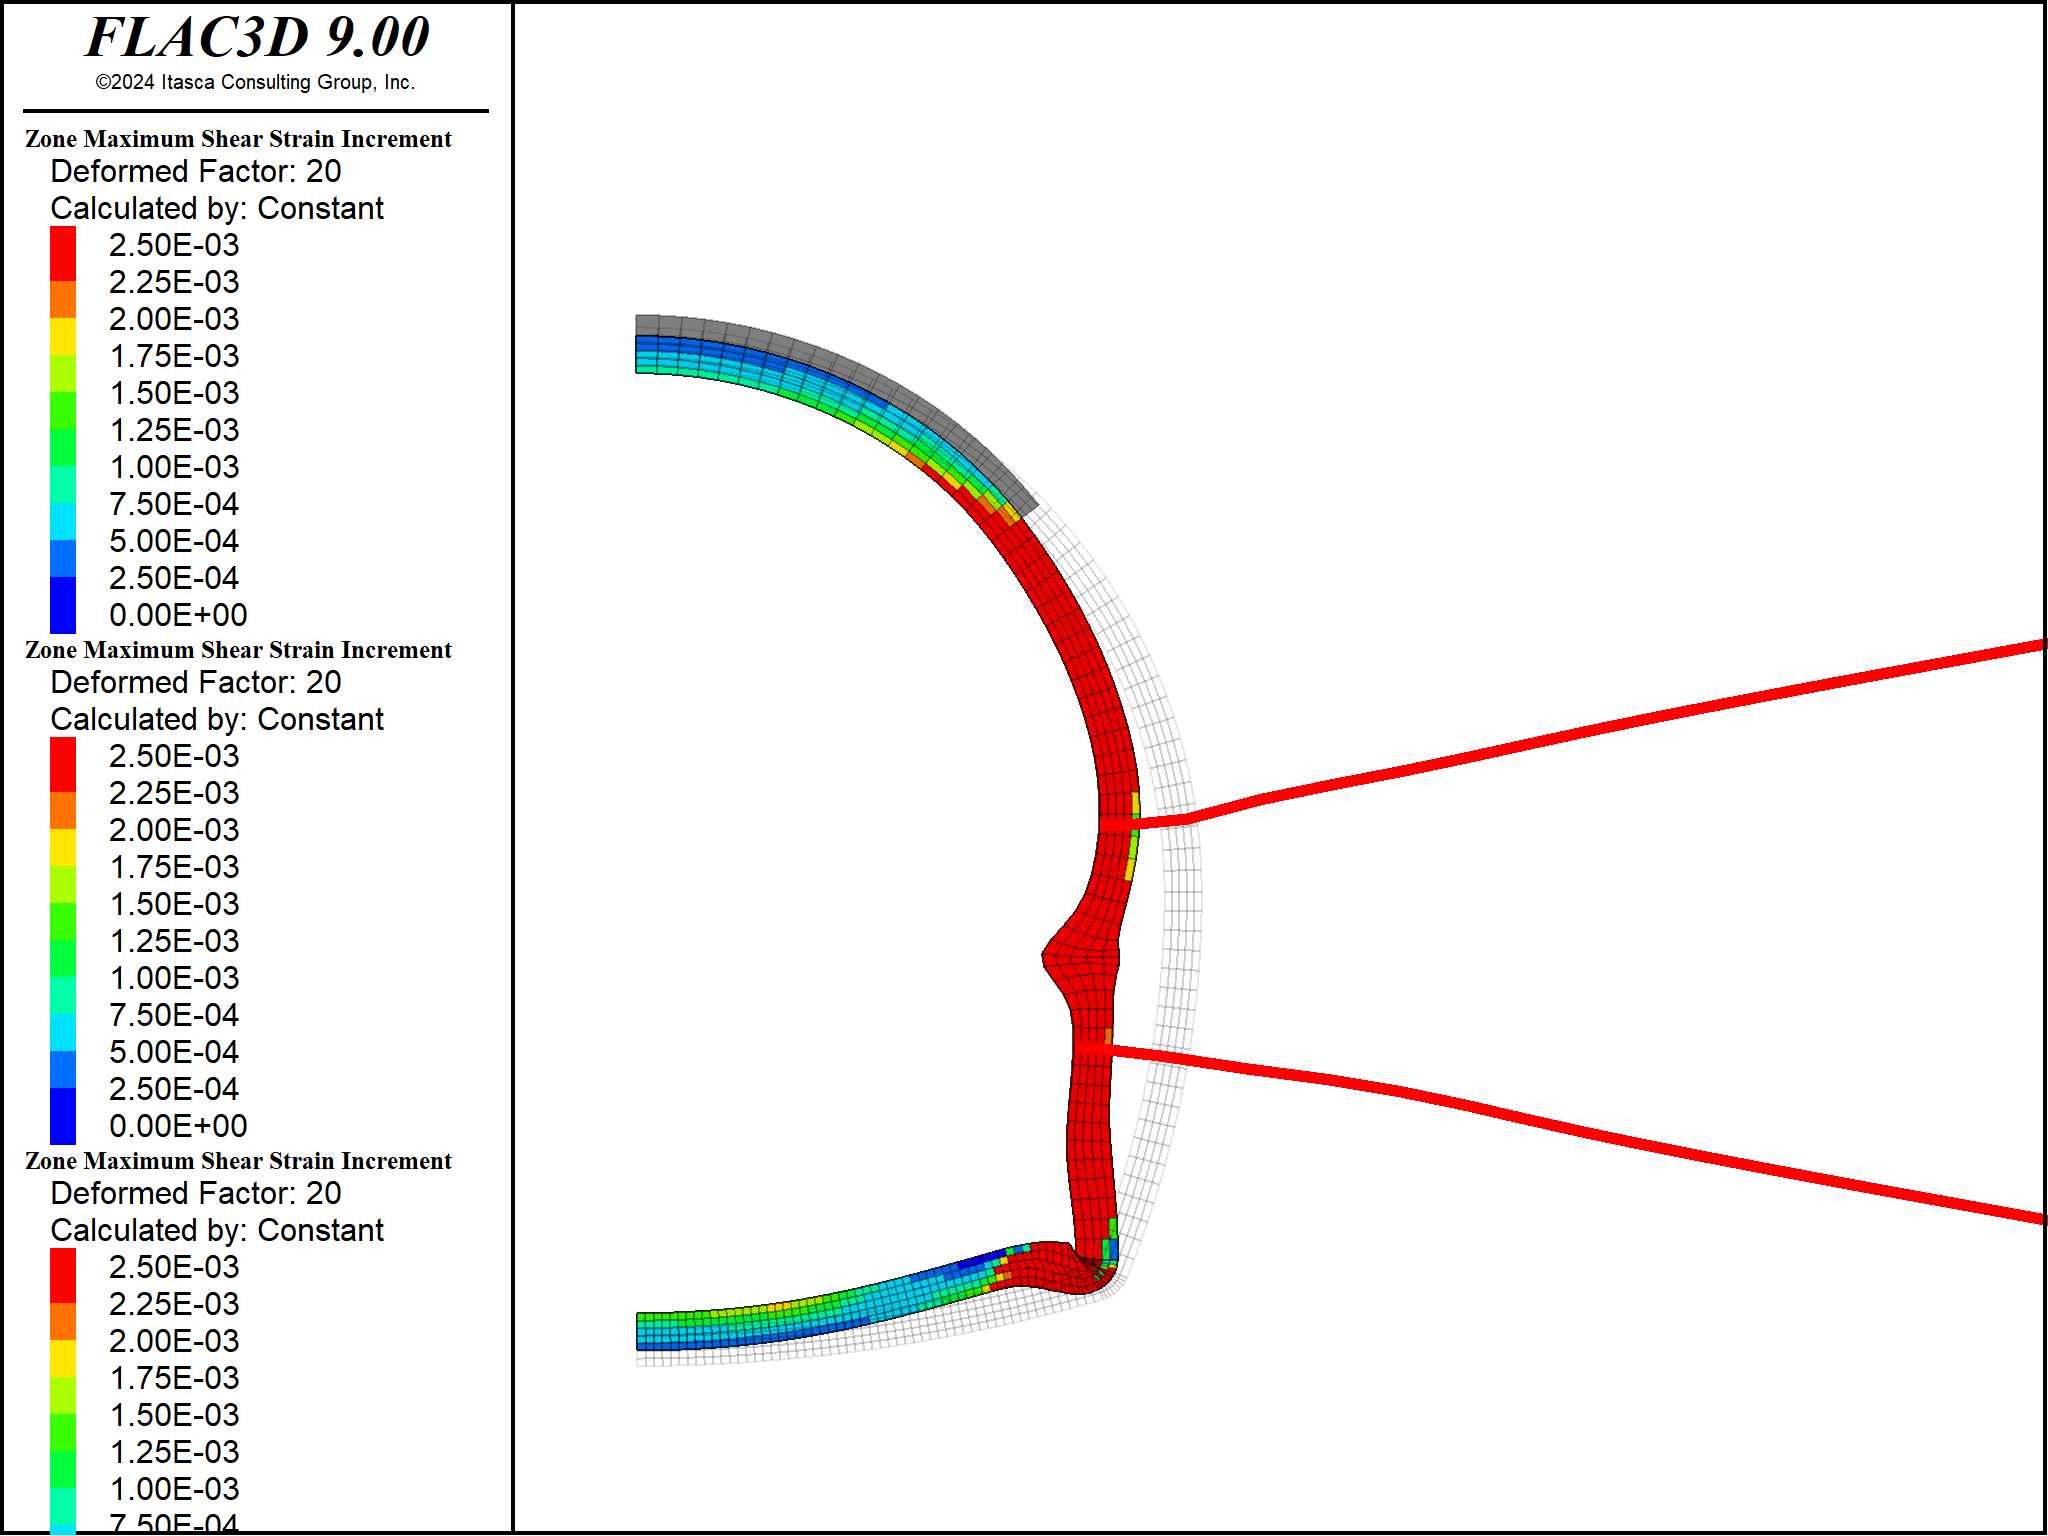 FLAC3D 9.00
©2024 Itasca Consulting Group, Inc.
Zone Maximum Shear Strain Increment
Deformed Factor: 20
Calculated by: Constant
2.50E-03
2.25E-03
2.00E-03
1.75E-03
1.50E-03
1.25E-03
1.00E-03
7.50E-04
5.00E-04
2.50E-04
0.00E+00
Zone Maximum Shear Strain Increment
Deformed Factor: 20
Calculated by: Constant
2.50E-03
2.25E-03
2.00E-03
1.75E-03
1.50E-03
1.25E-03
1.00E-03
7.50E-04
5.00E-04
2.50E-04
0.00E+00
Zone Maximum Shear Strain Increment
Deformed Factor: 20
Calculated by: Constant
2.50E-03
2.25E-03
2.00E-03
1.75E-03
1.50E-03
1.25E-03
1.00E-03
7.50E-04